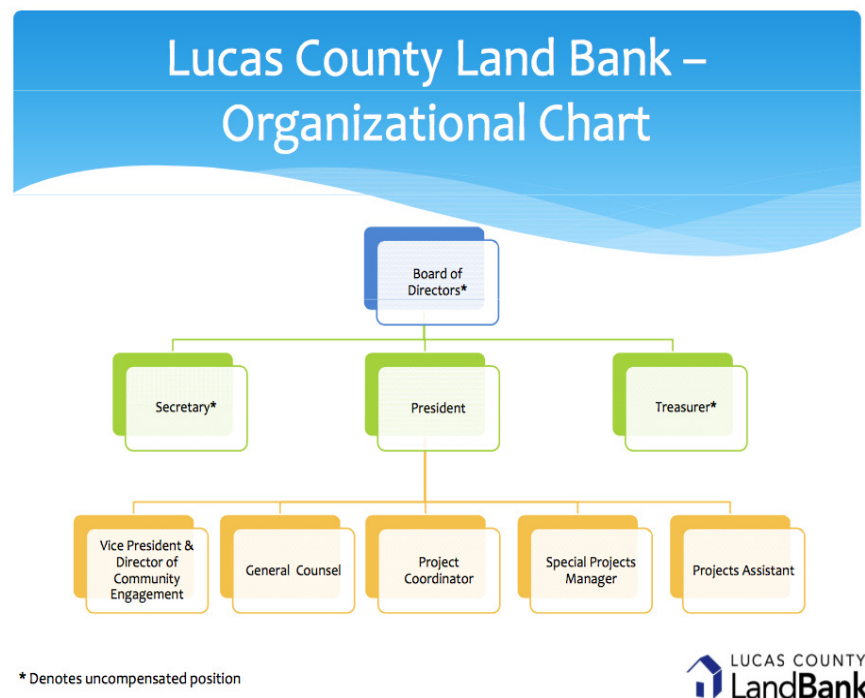 Lucas County Land Bank –
Organizational Chart
Board of
Directors*
Secretary*
President
Treasurer*
Vice President &
Director of
Community
Engagement
General Counsel
Project
Coordinator
Special Projects
Manager
Projects Assistant
* Denotes uncompensated position
LUCAS COUNTY
LandBank